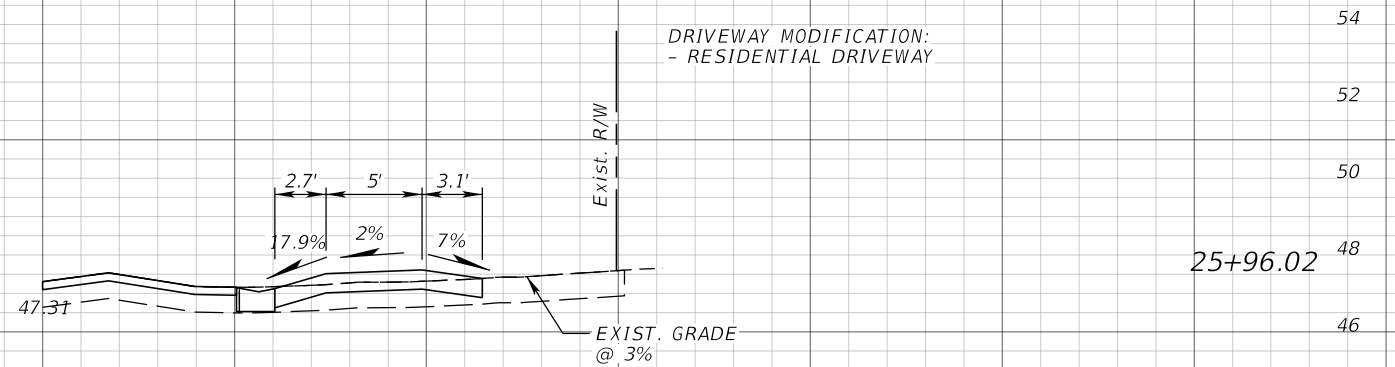 54
DRIVEWAY MODIFICATION:
- RESIDENTIAL DRIVEWAY
52
Exist. R/W
50
2.7' 5' 3.1'
17.9% 2% 7%
48
25+96.02
47.31
46
EXIST. GRADE
@ 3%